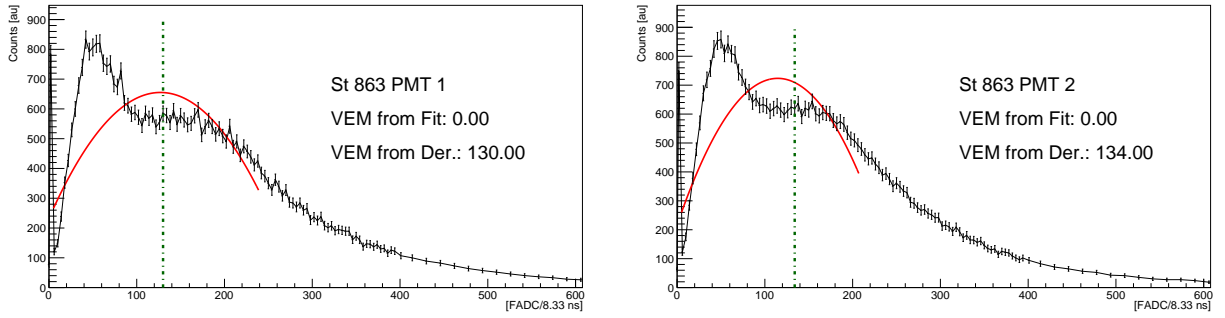 Counts [au]
900
800
700
600
500
400
300
200
100
0
St 863 PMT 1
VEM from Fit: 0.00
VEM from Der.: 130.00
0 100 200 300 400 500 600
[FADC/8.33 ns]
Counts [au]
900
800
700
600
500
400
300
200
100
0
St 863 PMT 2
VEM from Fit: 0.00
VEM from Der.: 134.00
0 100 200 300 400 500 600
[FADC/8.33 ns]